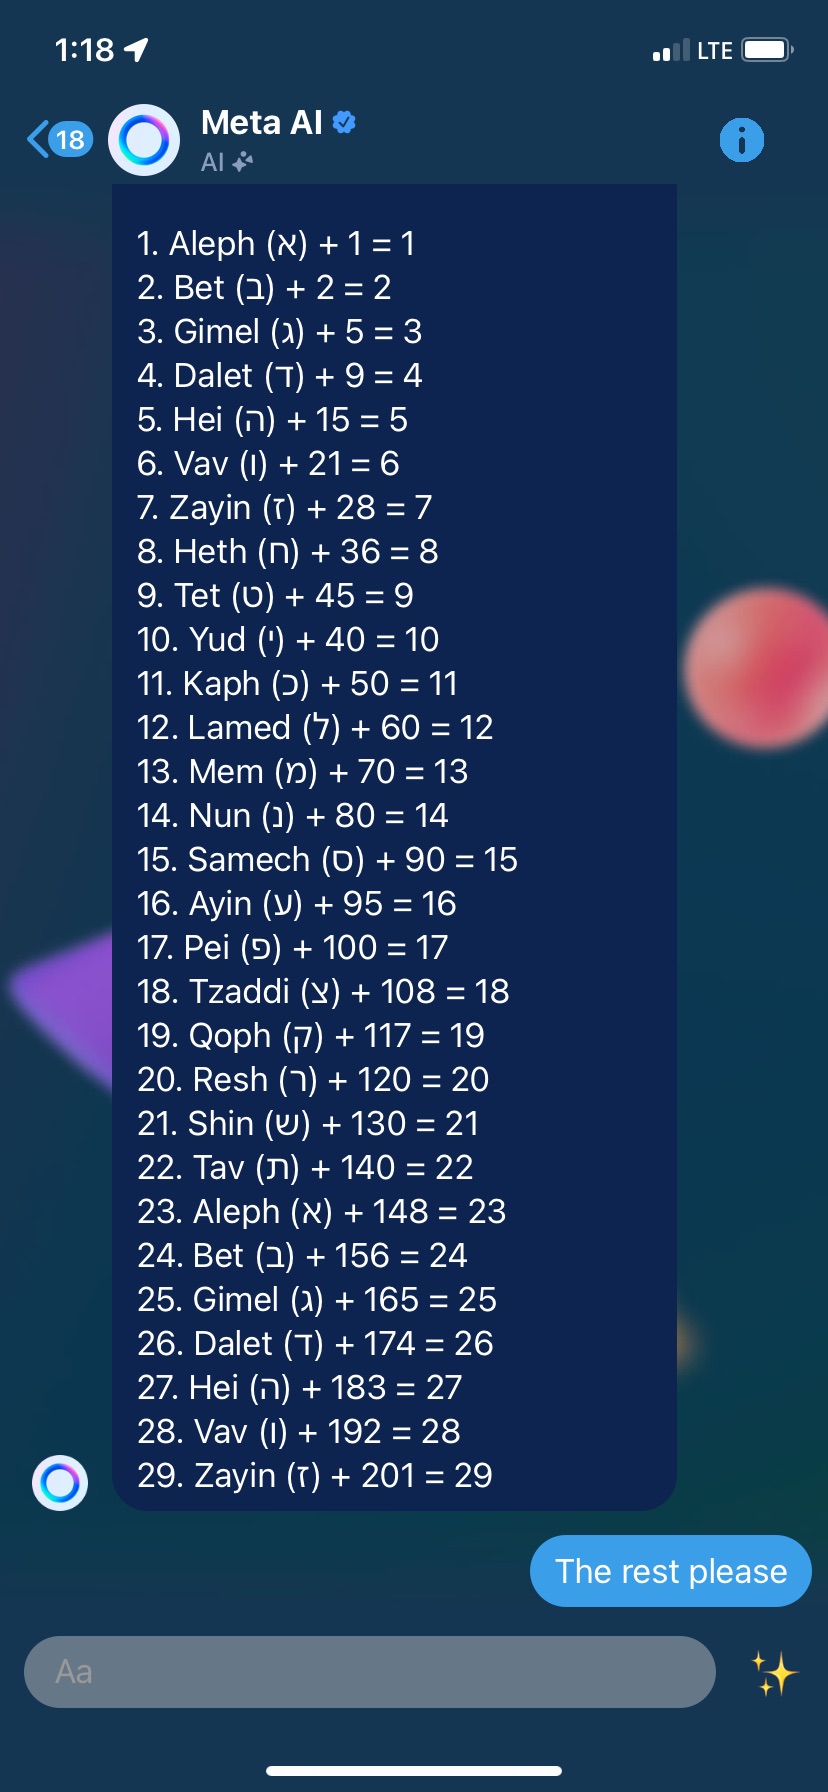 1:18
LTE
18
Meta AI
AI
1. Aleph (א) + 1 = 1
2. Bet (ב) + 2 = 2
3. Gimel (ג) + 5 = 3
4. Dalet (ד) + 9 = 4
5. Hei (ה) + 15 = 5
6. Vav (ו) + 21 = 6
7. Zayin (ז) + 28 = 7
8. Heth (ח) + 36 = 8
9. Tet (ט) + 45 = 9
10. Yud (י) + 40 = 10
11. Kaph (כ) + 50 = 11
12. Lamed (ל) + 60 = 12
13. Mem (מ) + 70 = 13
14. Nun (נ) + 80 = 14
15. Samech (ס) + 90 = 15
16. Ayin (ע) + 95 = 16
17. Pei (פ) + 100 = 17
18. Tzaddi (צ) + 108 = 18
19. Qoph (ק) + 117 = 19
20. Resh (ר) + 120 = 20
21. Shin (ש) + 130 = 21
22. Tav (ת) + 140 = 22
23. Aleph (א) + 148 = 23
24. Bet (ב) + 156 = 24
25. Gimel (ג) + 165 = 25
26. Dalet (ד) + 174 = 26
27. Hei (ה) + 183 = 27
28. Vav (ו) + 192 = 28
29. Zayin (ז) + 201 = 29
The rest please
Aa